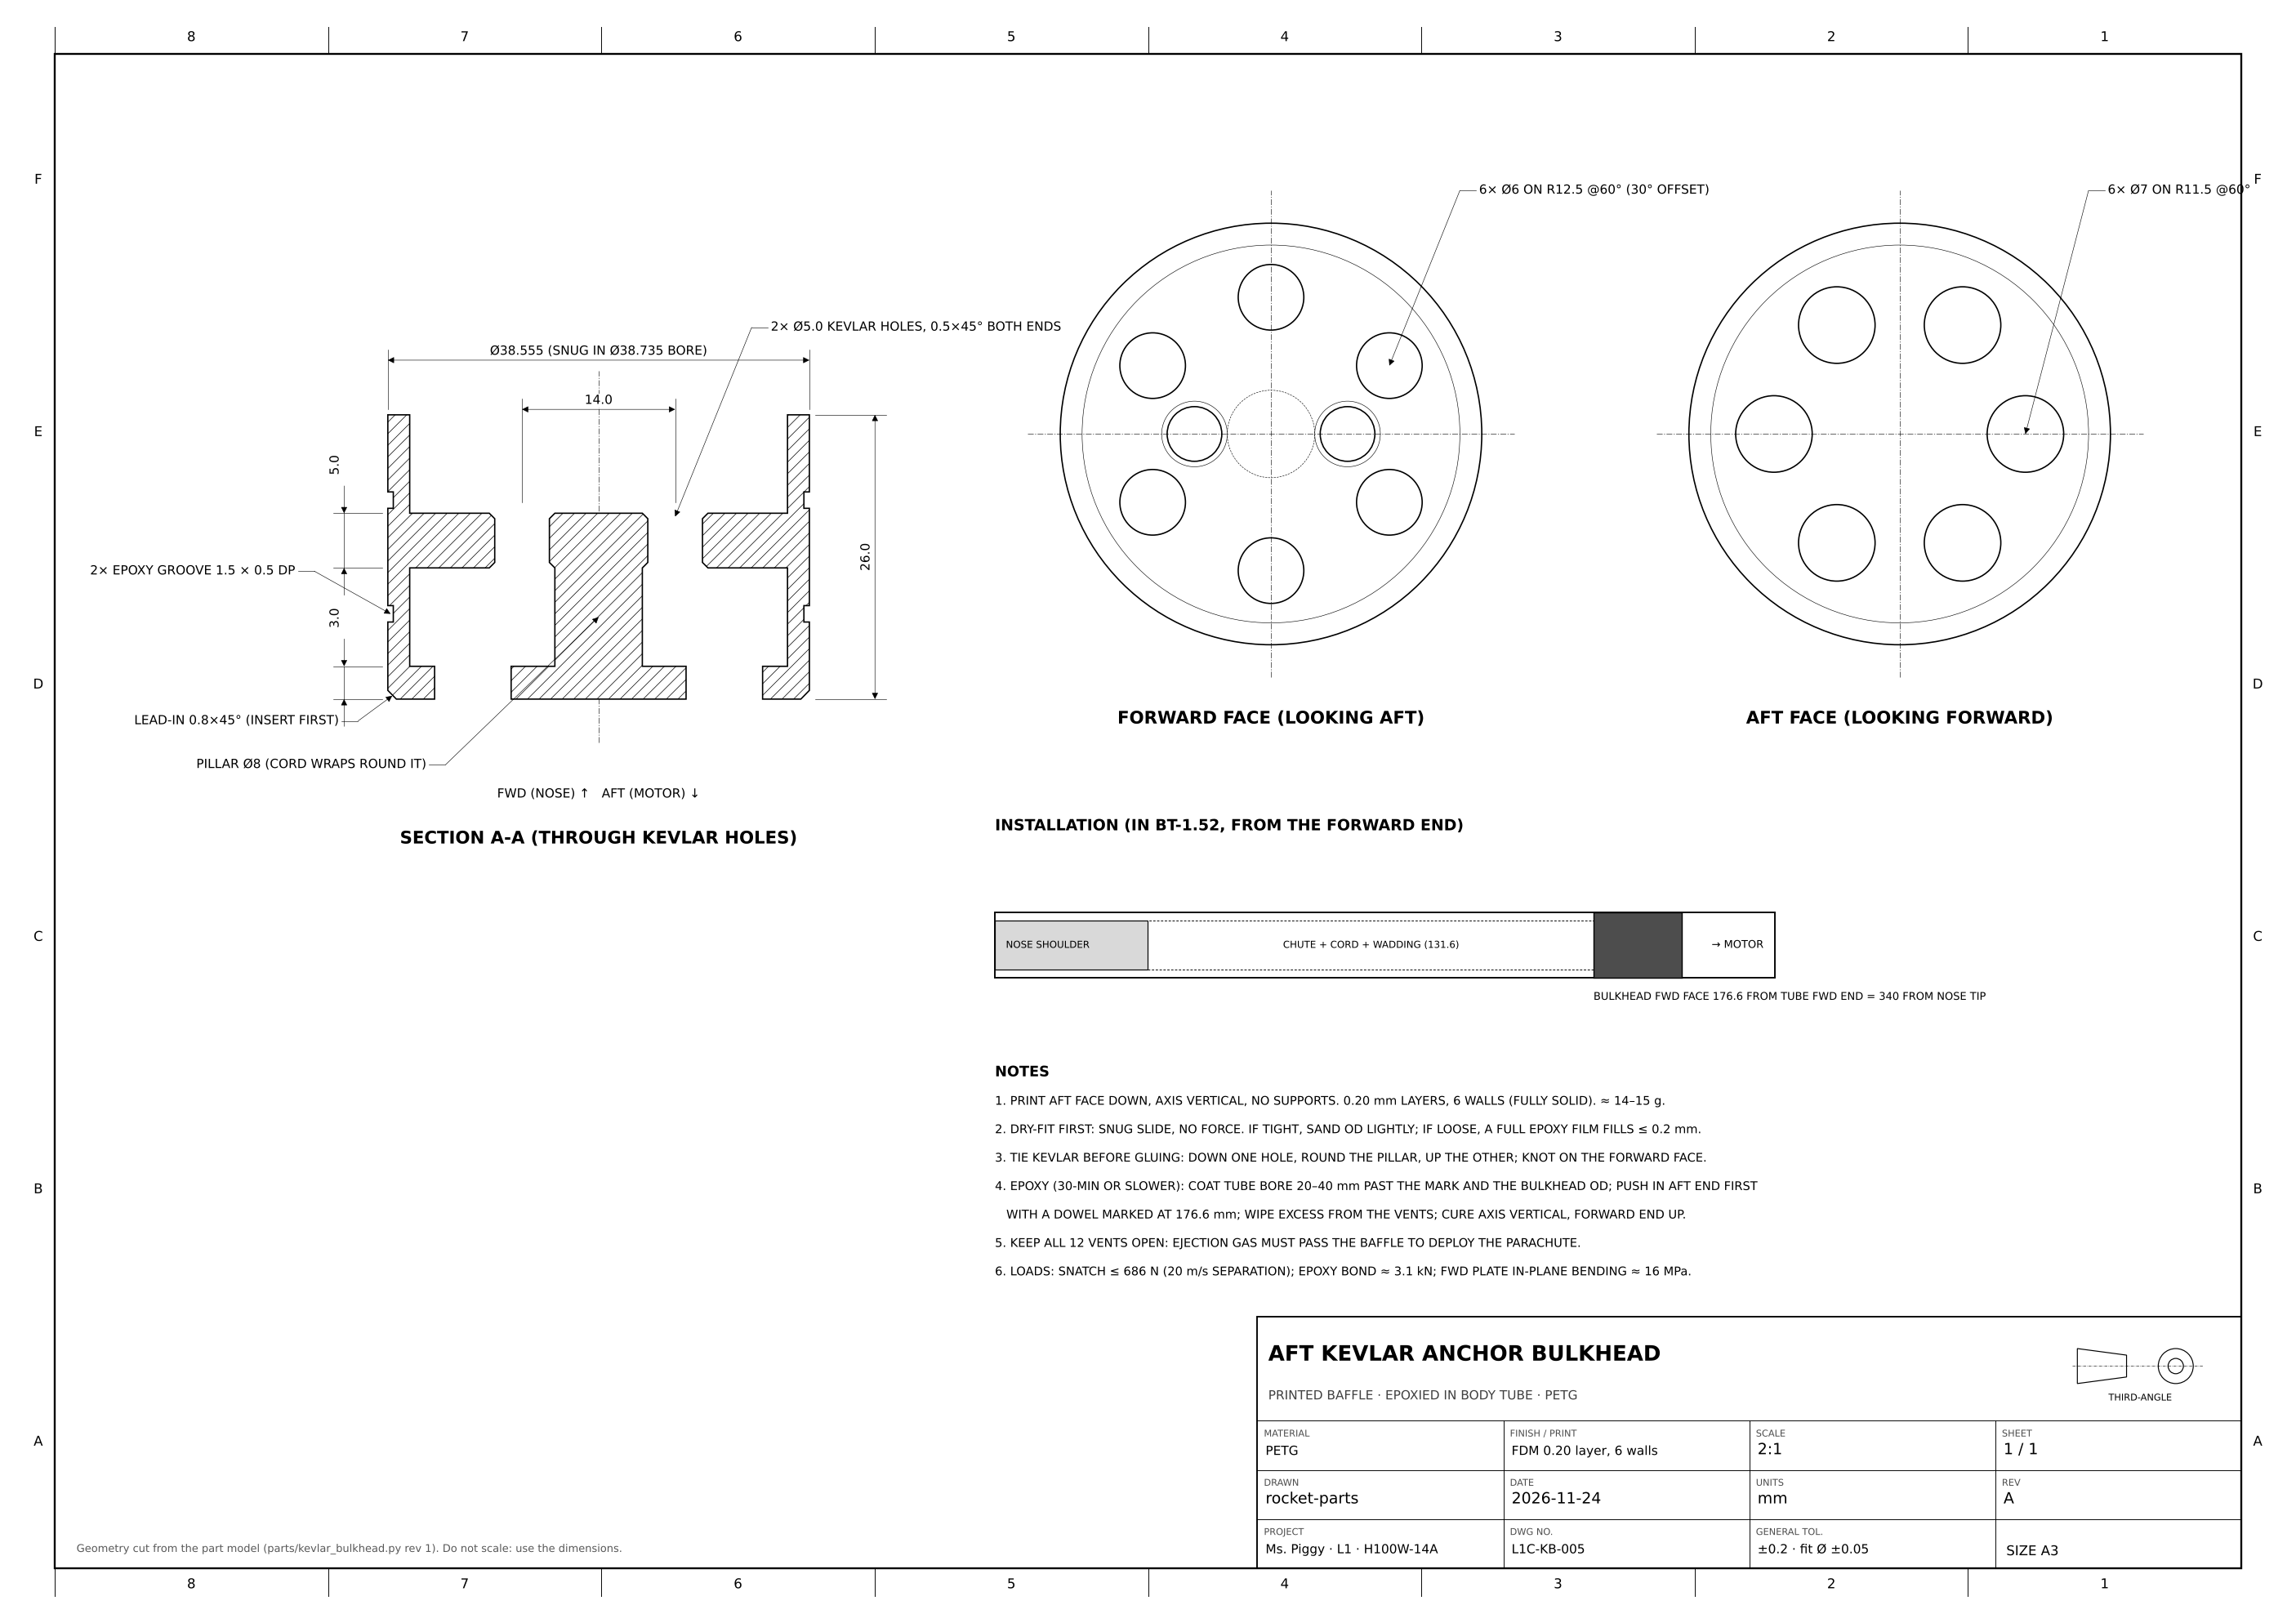 8 7 6 5 4 3 2 1
F
F
6× Ø6 ON R12.5 @60° (30° OFFSET)
6× Ø7 ON R11.5 @60°
2× Ø5.0 KEVLAR HOLES, 0.5×45° BOTH ENDS
Ø38.555 (SNUG IN Ø38.735 BORE)
14.0
E
E
5.0
26.0
2× EPOXY GROOVE 1.5 × 0.5 DP
3.0
D
D
LEAD-IN 0.8×45° (INSERT FIRST)
FORWARD FACE (LOOKING AFT)
AFT FACE (LOOKING FORWARD)
PILLAR Ø8 (CORD WRAPS ROUND IT)
FWD (NOSE) ↑ AFT (MOTOR) ↓
SECTION A-A (THROUGH KEVLAR HOLES)
INSTALLATION (IN BT-1.52, FROM THE FORWARD END)
C
C
NOSE SHOULDER
CHUTE + CORD + WADDING (131.6)
→ MOTOR
BULKHEAD FWD FACE 176.6 FROM TUBE FWD END = 340 FROM NOSE TIP
NOTES
1. PRINT AFT FACE DOWN, AXIS VERTICAL, NO SUPPORTS. 0.20 mm LAYERS, 6 WALLS (FULLY SOLID). ≈ 14–15 g.
2. DRY-FIT FIRST: SNUG SLIDE, NO FORCE. IF TIGHT, SAND OD LIGHTLY; IF LOOSE, A FULL EPOXY FILM FILLS ≤ 0.2 mm.
3. TIE KEVLAR BEFORE GLUING: DOWN ONE HOLE, ROUND THE PILLAR, UP THE OTHER; KNOT ON THE FORWARD FACE.
B
B
4. EPOXY (30-MIN OR SLOWER): COAT TUBE BORE 20–40 mm PAST THE MARK AND THE BULKHEAD OD; PUSH IN AFT END FIRST
WITH A DOWEL MARKED AT 176.6 mm; WIPE EXCESS FROM THE VENTS; CURE AXIS VERTICAL, FORWARD END UP.
5. KEEP ALL 12 VENTS OPEN: EJECTION GAS MUST PASS THE BAFFLE TO DEPLOY THE PARACHUTE.
6. LOADS: SNATCH ≤ 686 N (20 m/s SEPARATION); EPOXY BOND ≈ 3.1 kN; FWD PLATE IN-PLANE BENDING ≈ 16 MPa.
AFT KEVLAR ANCHOR BULKHEAD
PRINTED BAFFLE · EPOXIED IN BODY TUBE · PETG
THIRD-ANGLE
A
A
MATERIAL
PETG
FINISH / PRINT
FDM 0.20 layer, 6 walls
SCALE
2:1
SHEET
1 / 1
DRAWN
rocket-parts
DATE
2026-11-24
UNITS
mm
REV
A
PROJECT
Ms. Piggy · L1 · H100W-14A
DWG NO.
L1C-KB-005
GENERAL TOL.
±0.2 · fit Ø ±0.05
SIZE A3
Geometry cut from the part model (parts/kevlar_bulkhead.py rev 1). Do not scale: use the dimensions.
8 7 6 5 4 3 2 1